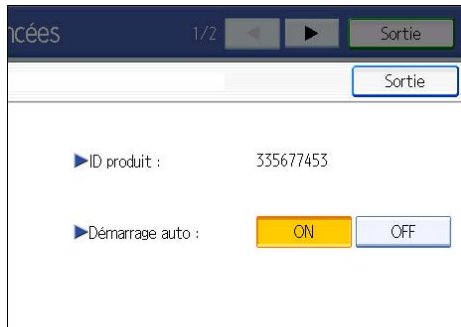 ncées 1/2 Sortie
Sortie
ID produit : 335677453
Démarrage auto : ON OFF